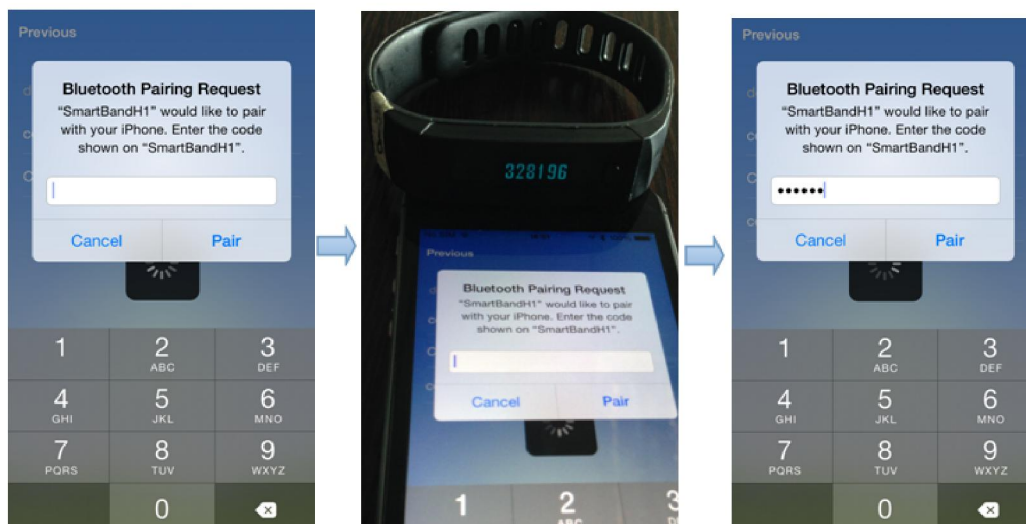 Previous
Bluetooth Pairing Request
“SmartBandH1” would like to pair
with your iPhone. Enter the code
shown on “SmartBandH1”.
Cancel Pair
1 2 3
ABC DEF
4 5 6
GHI JKL MNO
7 8 9
PQRS TUV WXYZ
0
328196
Previous
Bluetooth Pairing Request
“SmartBandH1” would like to pair
with your iPhone. Enter the code
shown on “SmartBandH1”.
Cancel Pair
1 2 3
ABC
Previous
Bluetooth Pairing Request
“SmartBandH1” would like to pair
with your iPhone. Enter the code
shown on “SmartBandH1”.
••••••
Cancel Pair
1 2 3
ABC DEF
4 5 6
GHI JKL MNO
7 8 9
PQRS TUV WXYZ
0